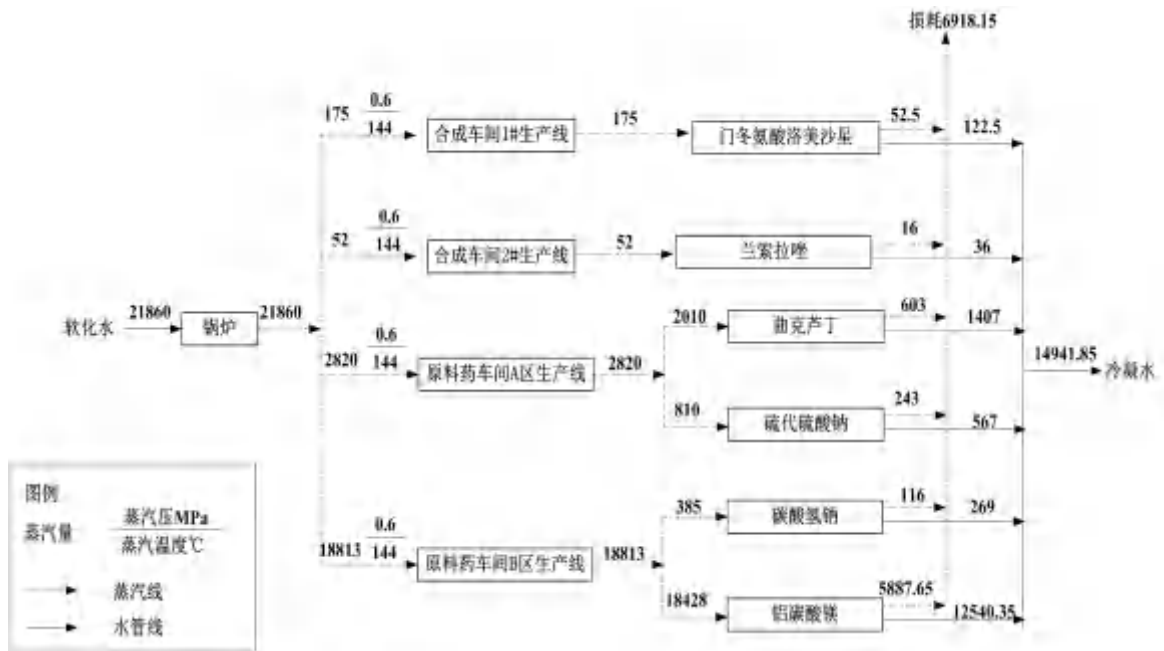 损耗6918.15
175
0.6
144
合成车间1#生产线
175
门冬氨酸洛美沙星
52.5
122.5
52
0.6
144
合成车间2#生产线
52
兰索拉唑
16
36
软化水
21860
锅炉
21860
2820
0.6
144
原料药车间A区生产线
2820
2010
曲克芦丁
603
1407
810
硫代硫酸钠
243
567
14941.85
冷凝水
18813
0.6
144
原料药车间B区生产线
18813
385
碳酸氢钠
116
269
18428
铝碳酸镁
5887.65
12540.35
图例
蒸汽量
蒸汽压MPa
蒸汽温度℃
蒸汽线
水管线